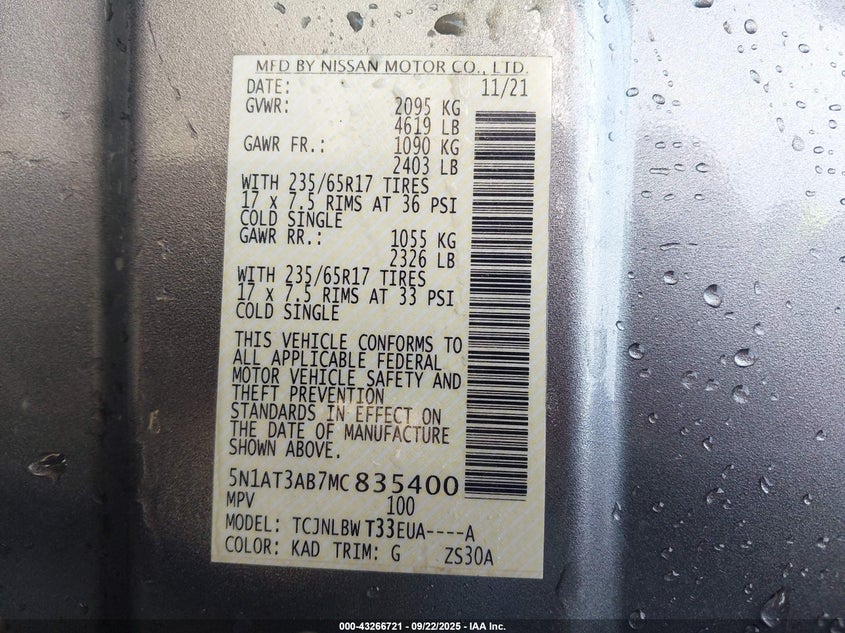 MFD BY NISSAN MOTOR CO., LTD.
DATE: 11/21
GVWR: 2095 KG
4619 LB
GAWR FR.: 1090 KG
2403 LB
WITH 235/65R17 TIRES
17 x 7.5 RIMS AT 36 PSI
COLD SINGLE
GAWR RR.: 1055 KG
2326 LB
WITH 235/65R17 TIRES
17 x 7.5 RIMS AT 33 PSI
COLD SINGLE
THIS VEHICLE CONFORMS TO
ALL APPLICABLE FEDERAL
MOTOR VEHICLE SAFETY AND
THEFT PREVENTION
STANDARDS IN EFFECT ON
THE DATE OF MANUFACTURE
SHOWN ABOVE.
5N1AT3AB7MC 835400
MPV 100
MODEL: TCJNLBW T33EUA----A
COLOR: KAD TRIM: G ZS30A
000-43266721 - 09/22/2025 - IAA Inc.